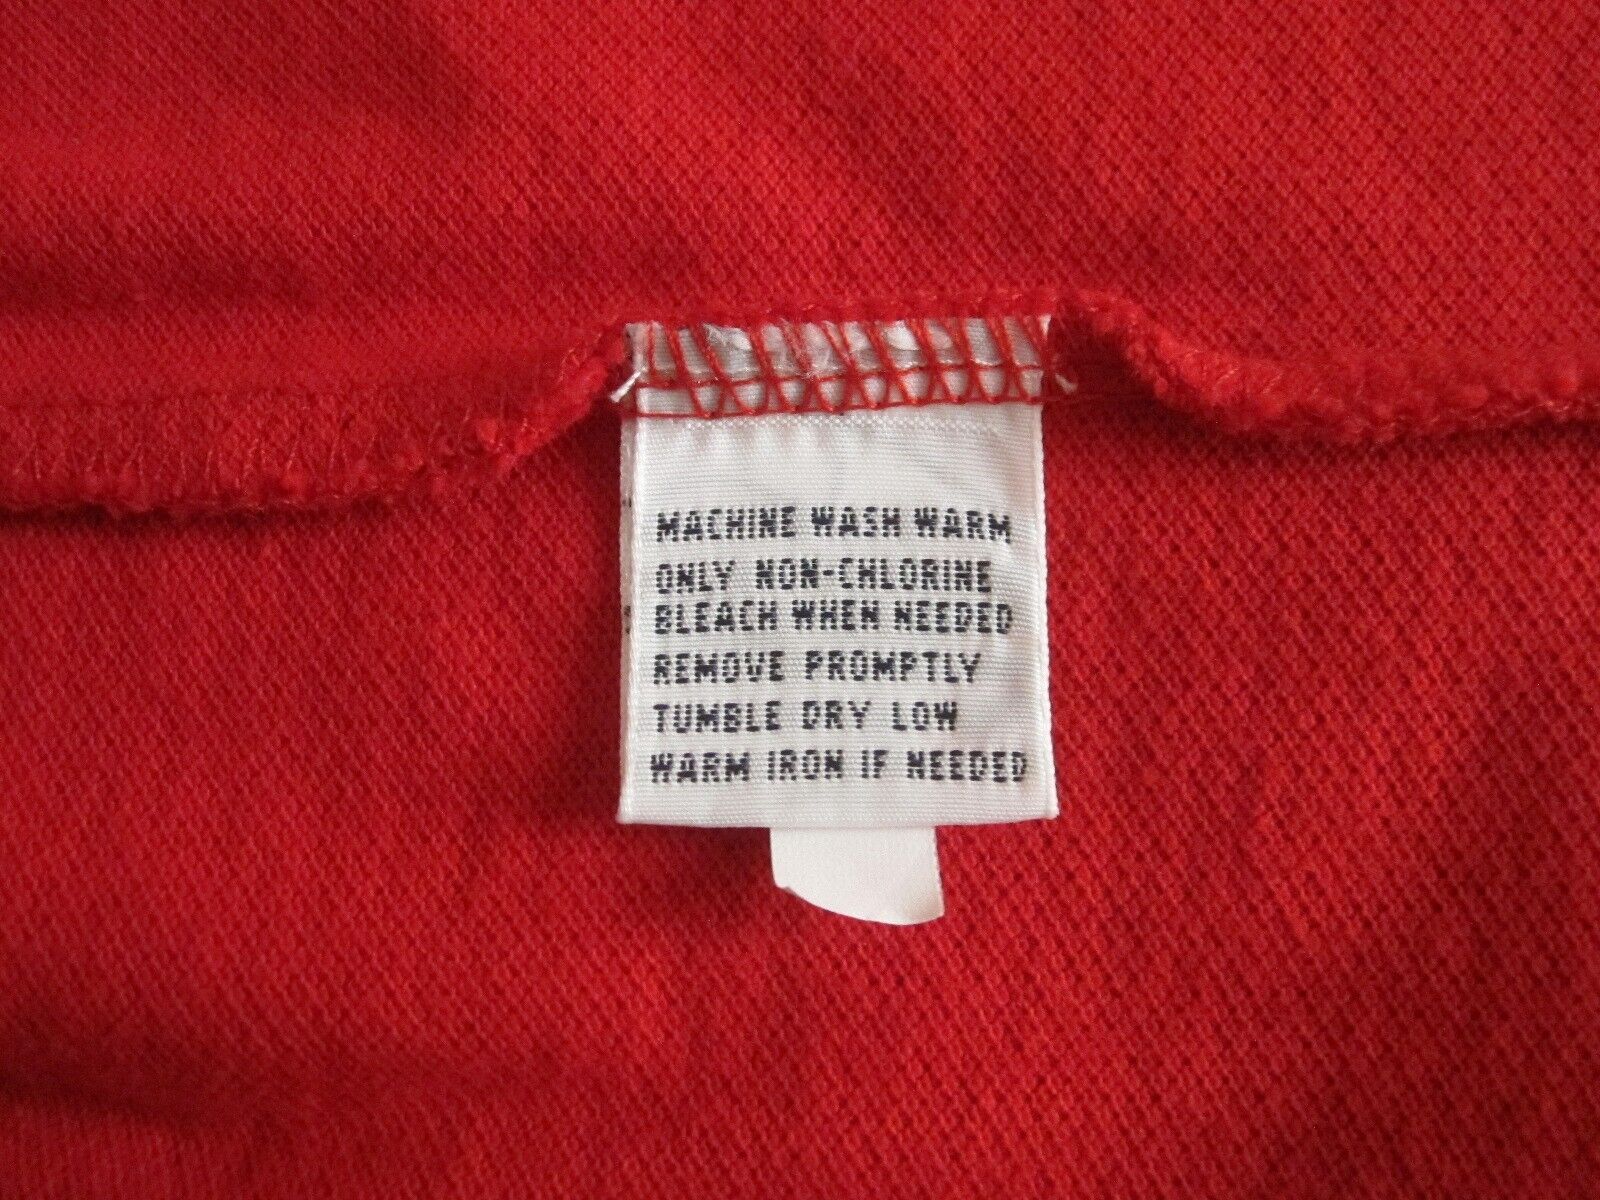 MACHINE WASH WARM
ONLY NON-CHLORINE
BLEACH WHEN NEEDED
REMOVE PROMPTLY
TUMBLE DRY LOW
WARM IRON IF NEEDED